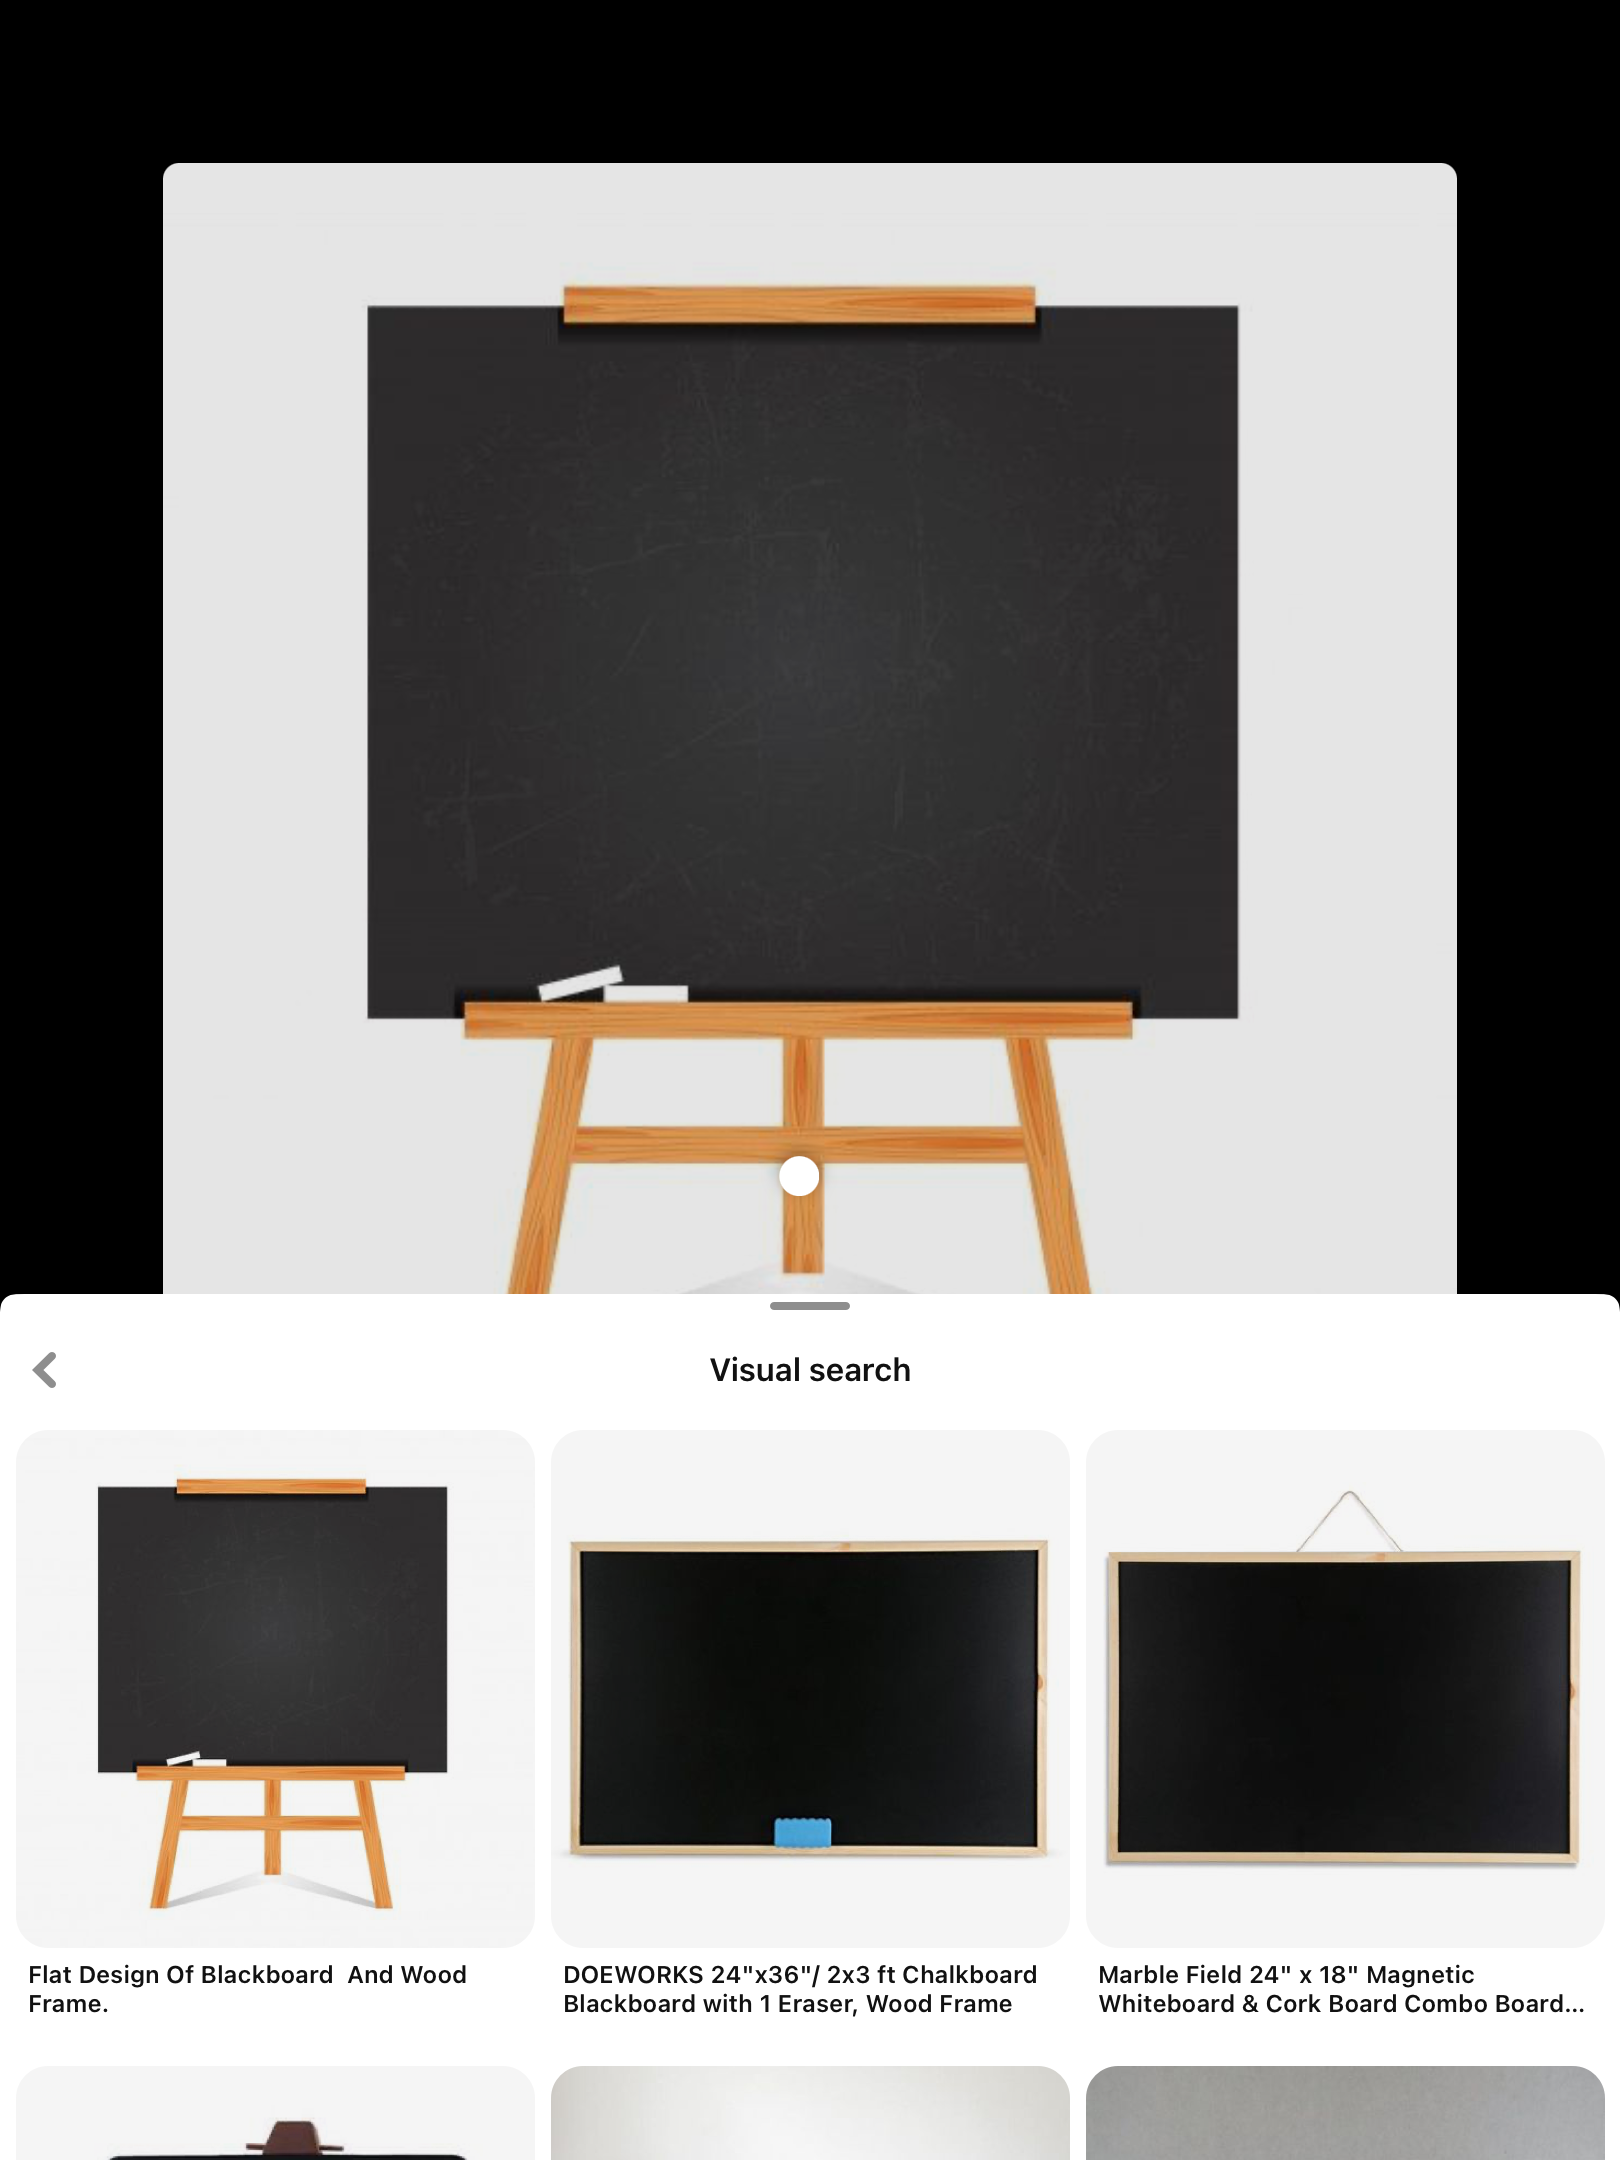 Visual search
Flat Design Of Blackboard  And Wood
Frame.
DOEWORKS 24"x36"/ 2x3 ft Chalkboard
Blackboard with 1 Eraser, Wood Frame
Marble Field 24" x 18" Magnetic
Whiteboard & Cork Board Combo Board...